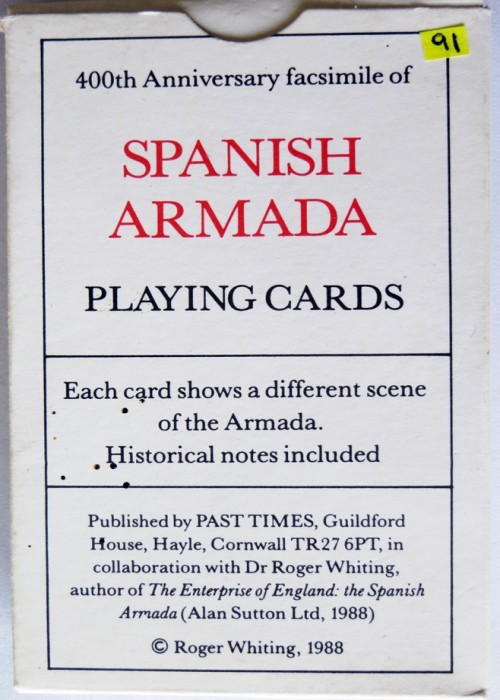 91
400th Anniversary facsimile of
SPANISH
ARMADA
PLAYING CARDS
Each card shows a different scene
of the Armada.
Historical notes included
Published by PAST TIMES, Guildford
House, Hayle, Cornwall TR27 6PT, in
collaboration with Dr Roger Whiting,
author of The Enterprise of England: the Spanish
Armada (Alan Sutton Ltd, 1988)
© Roger Whiting, 1988